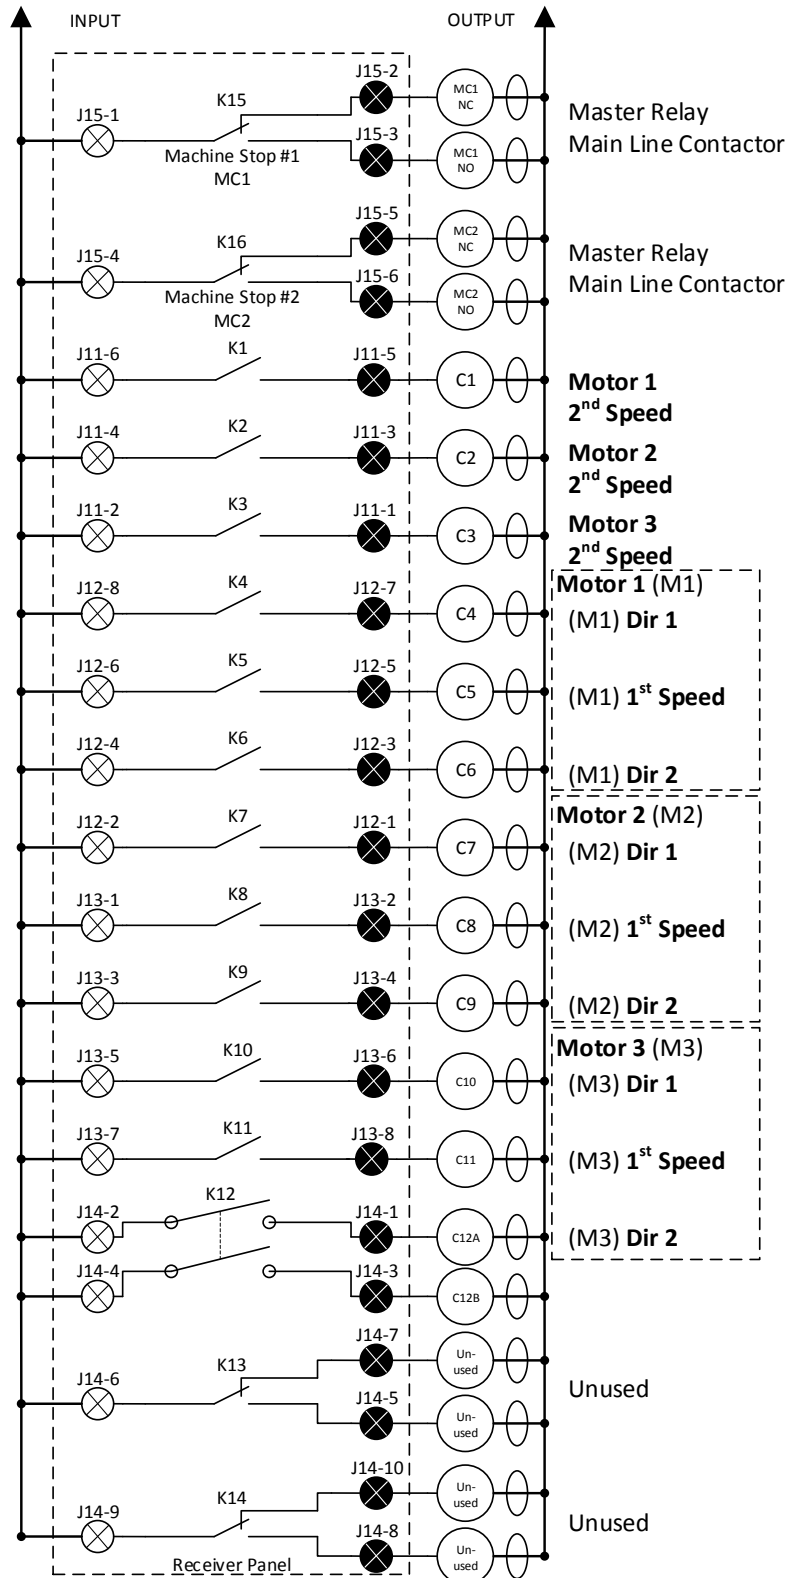 INPUT OUTPUT
J15-2
K15
MC1
NC
J15-1
Master Relay
J15-3
Main Line Contactor
Machine Stop #1
MC1
NO
MC1
J15-5
K16
MC2
NC
J15-4
Master Relay
J15-6
Main Line Contactor
Machine Stop #2
MC2
NO
MC2
J11-6 K1 J11-5
C1 Motor 1
2nd Speed
J11-4 K2 J11-3
C2 Motor 2
2nd Speed
J11-2 K3 J11-1
C3 Motor 3
2nd Speed
Motor 1 (M1)
J12-8 K4 J12-7
C4 (M1) Dir 1
J12-6 K5 J12-5
C5 (M1) 1st Speed
J12-4 K6 J12-3
C6 (M1) Dir 2
Motor 2 (M2)
J12-2 K7 J12-1
C7 (M2) Dir 1
J13-1 K8 J13-2
C8 (M2) 1st Speed
J13-3 K9 J13-4
C9 (M2) Dir 2
Motor 3 (M3)
J13-5 K10 J13-6
C10 (M3) Dir 1
J13-7 K11 J13-8
C11 (M3) 1st Speed
K12
J14-2 J14-1
C12A (M3) Dir 2
J14-4 J14-3
C12B
J14-7
K13
Un-
used
J14-6
Unused
J14-5
Un-
used
J14-10
K14
Un-
used
J14-9
Unused
J14-8
Un-
used
Receiver Panel